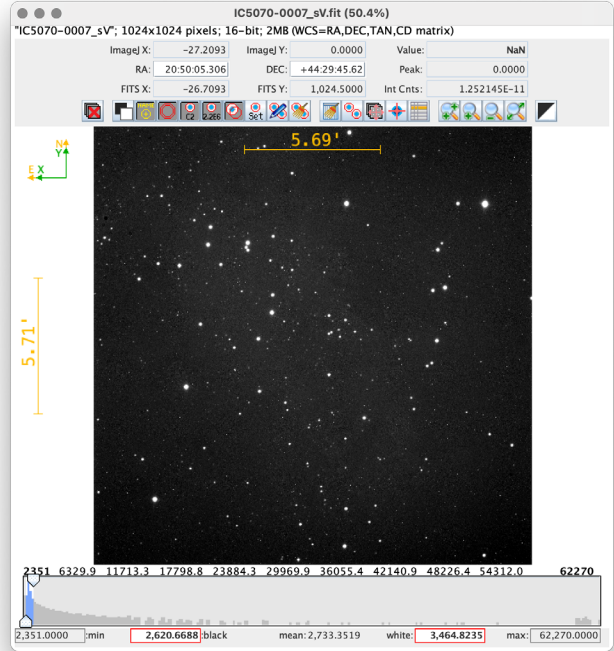 IC5070-0007_sV.fit (50.4%)
"IC5070-0007_sV"; 1024x1024 pixels; 16-bit; 2MB (WCS=RA,DEC,TAN,CD matrix)
ImageJ X: -27.2093 ImageJ Y: 0.0000 Value: NaN
RA: 20:50:05.306 DEC: +44:29:45.62 Peak: 0.0000
FITS X: -26.7093 FITS Y: 1,024.5000 Int Cnts: 1.252145E-11
C2 2.2E6 Set
5.69'
N
Y
E X
5.71'
2351 6329.9 11713.3 17798.8 23884.3 29969.9 36055.4 42140.9 48226.4 54312.0 62270
2,351.0000 :min 2,620.6688 :black mean: 2,733.3519 white: 3,464.8235 max: 62,270.0000